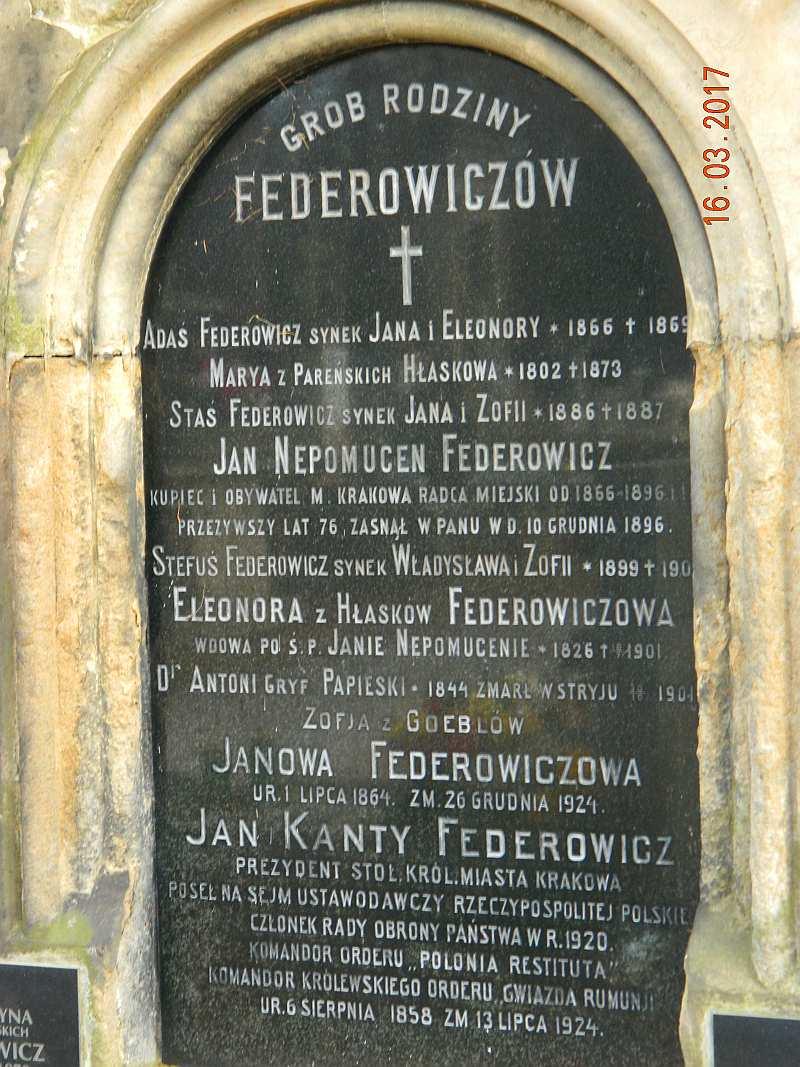 16.03.2017
GROB RODZINY
FEDEROWICZÓW
ADAŚ FEDEROWICZ SYNEK JANA I ELEONORY * 1866 † 1869
MARYA Z PAREŃSKICH HŁASKOWA * 1802 † 1873
STAŚ FEDEROWICZ SYNEK JANA I ZOFII * 1886 † 1887
JAN NEPOMUCEN FEDEROWICZ
KUPIEC I OBYWATEL M. KRAKOWA RADCA MIEJSKI OD 1866-1896
PRZEŻYWSZY LAT 76, ZASNĄŁ W PANU W D. 10 GRUDNIA 1896.
STEFUŚ FEDEROWICZ SYNEK WŁADYSŁAWA I ZOFII * 1899 †
ELEONORA Z HŁASKÓW FEDEROWICZOWA
WDOWA PO Ś.P. JANIE NEPOMUCENIE * 1826 † 1901
DR ANTONI GRYF PAPIESKI * 1844 ZMARŁ W STRYJU
ZOFJA Z GOEBLÓW
JANOWA FEDEROWICZOWA
UR. 1 LIPCA 1864. ZM. 26 GRUDNIA 1924.
JAN KANTY FEDEROWICZ
PREZYDENT STOŁ. KRÓL. MIASTA KRAKOWA
POSEŁ NA SEJM USTAWODAWCZY RZECZYPOSPOLITEJ POLSKIE
CZŁONEK RADY OBRONY PAŃSTWA W R. 1920.
KOMANDOR ORDERU „POLONIA RESTITUTA"
KOMANDOR KRÓLEWSKIEGO ORDERU „GWIAZDA RUMUNJI
UR. 6 SIERPNIA 1858 ZM 13 LIPCA 1924.
YNA
SKICH
WICZ